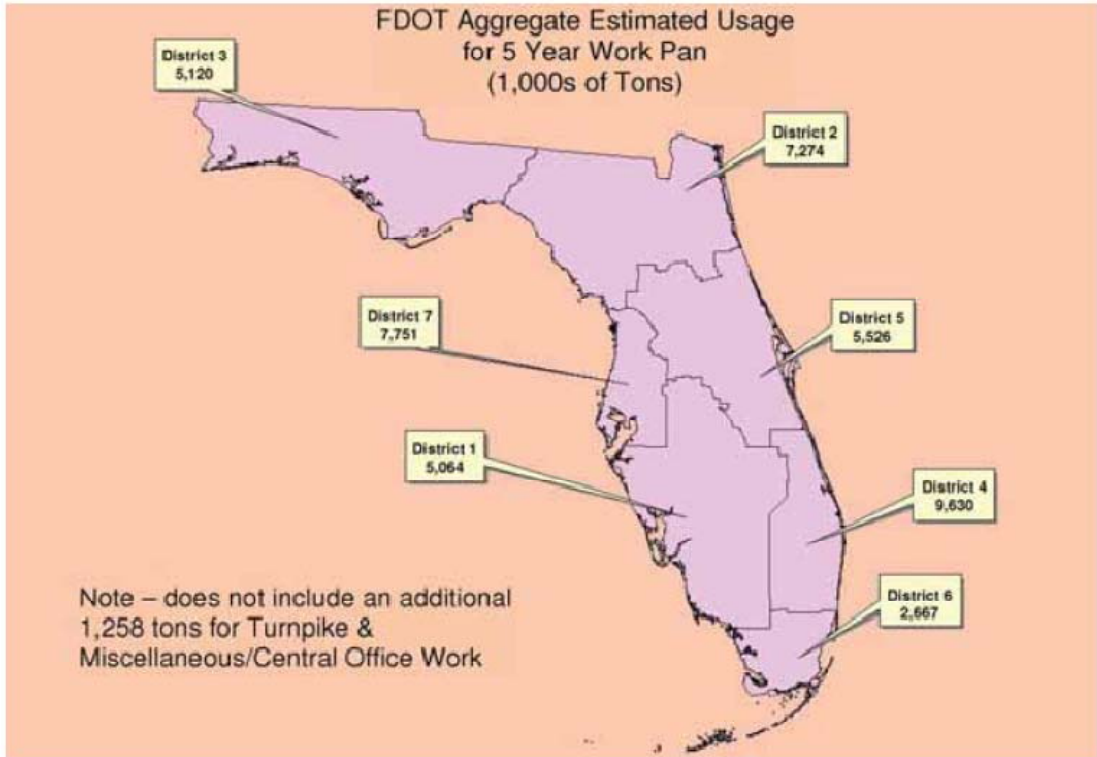 FDOT Aggregate Estimated Usage
for 5 Year Work Pan
(1,000s of Tons)
District 3
5,120
District 2
7,274
District 7
7,751
District 5
5,526
District 1
5,064
District 4
9,630
District 6
2,667
Note – does not include an additional
1,258 tons for Turnpike &
Miscellaneous/Central Office Work